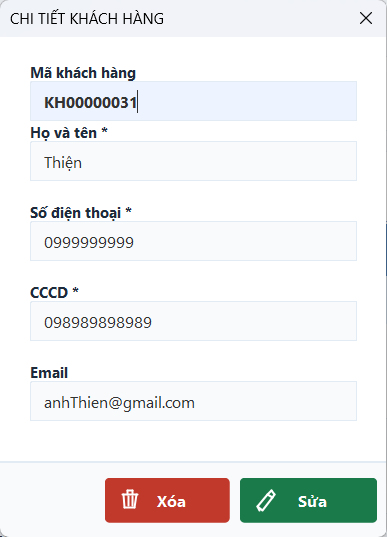 CHI TIẾT KHÁCH HÀNG
Mã khách hàng
KH00000031
Họ và tên *
Thiện
Số điện thoại *
0999999999
CCCD *
098989898989
Email
anhThien@gmail.com
Xóa
Sửa